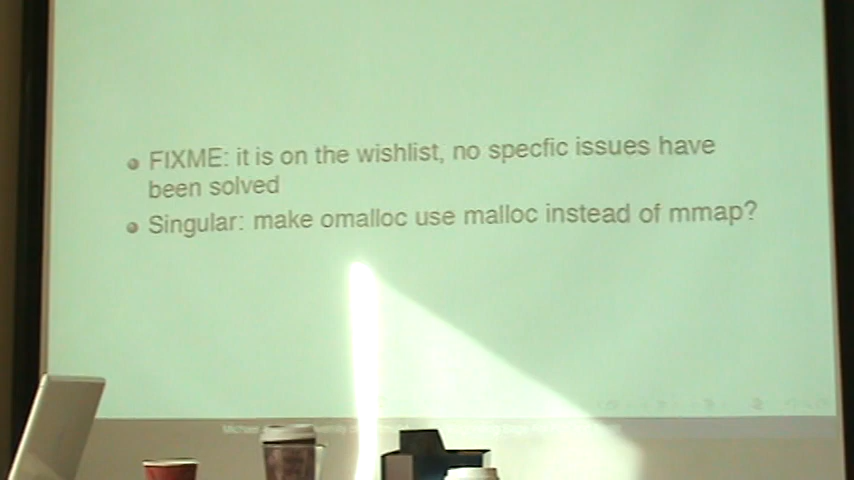 FIXME: it is on the wishlist, no specfic issues have
been solved
Singular: make omalloc use malloc instead of mmap?